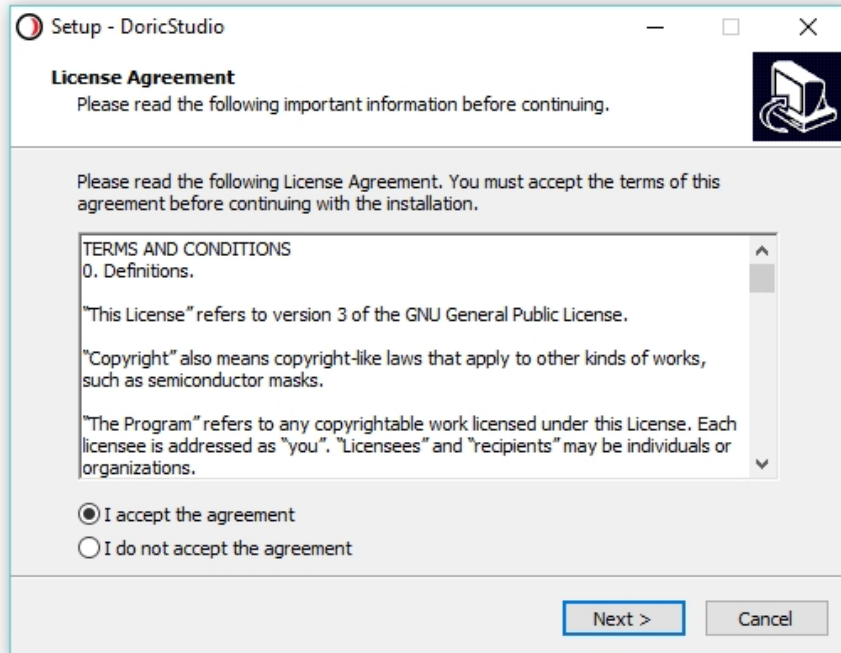 Setup - DoricStudio
License Agreement
Please read the following important information before continuing.
Please read the following License Agreement. You must accept the terms of this
agreement before continuing with the installation.
TERMS AND CONDITIONS
0. Definitions.
“This License” refers to version 3 of the GNU General Public License.
“Copyright” also means copyright-like laws that apply to other kinds of works,
such as semiconductor masks.
“The Program” refers to any copyrightable work licensed under this License. Each
licensee is addressed as “you”. “Licensees” and “recipients” may be individuals or
organizations.
I accept the agreement
I do not accept the agreement
Next >
Cancel